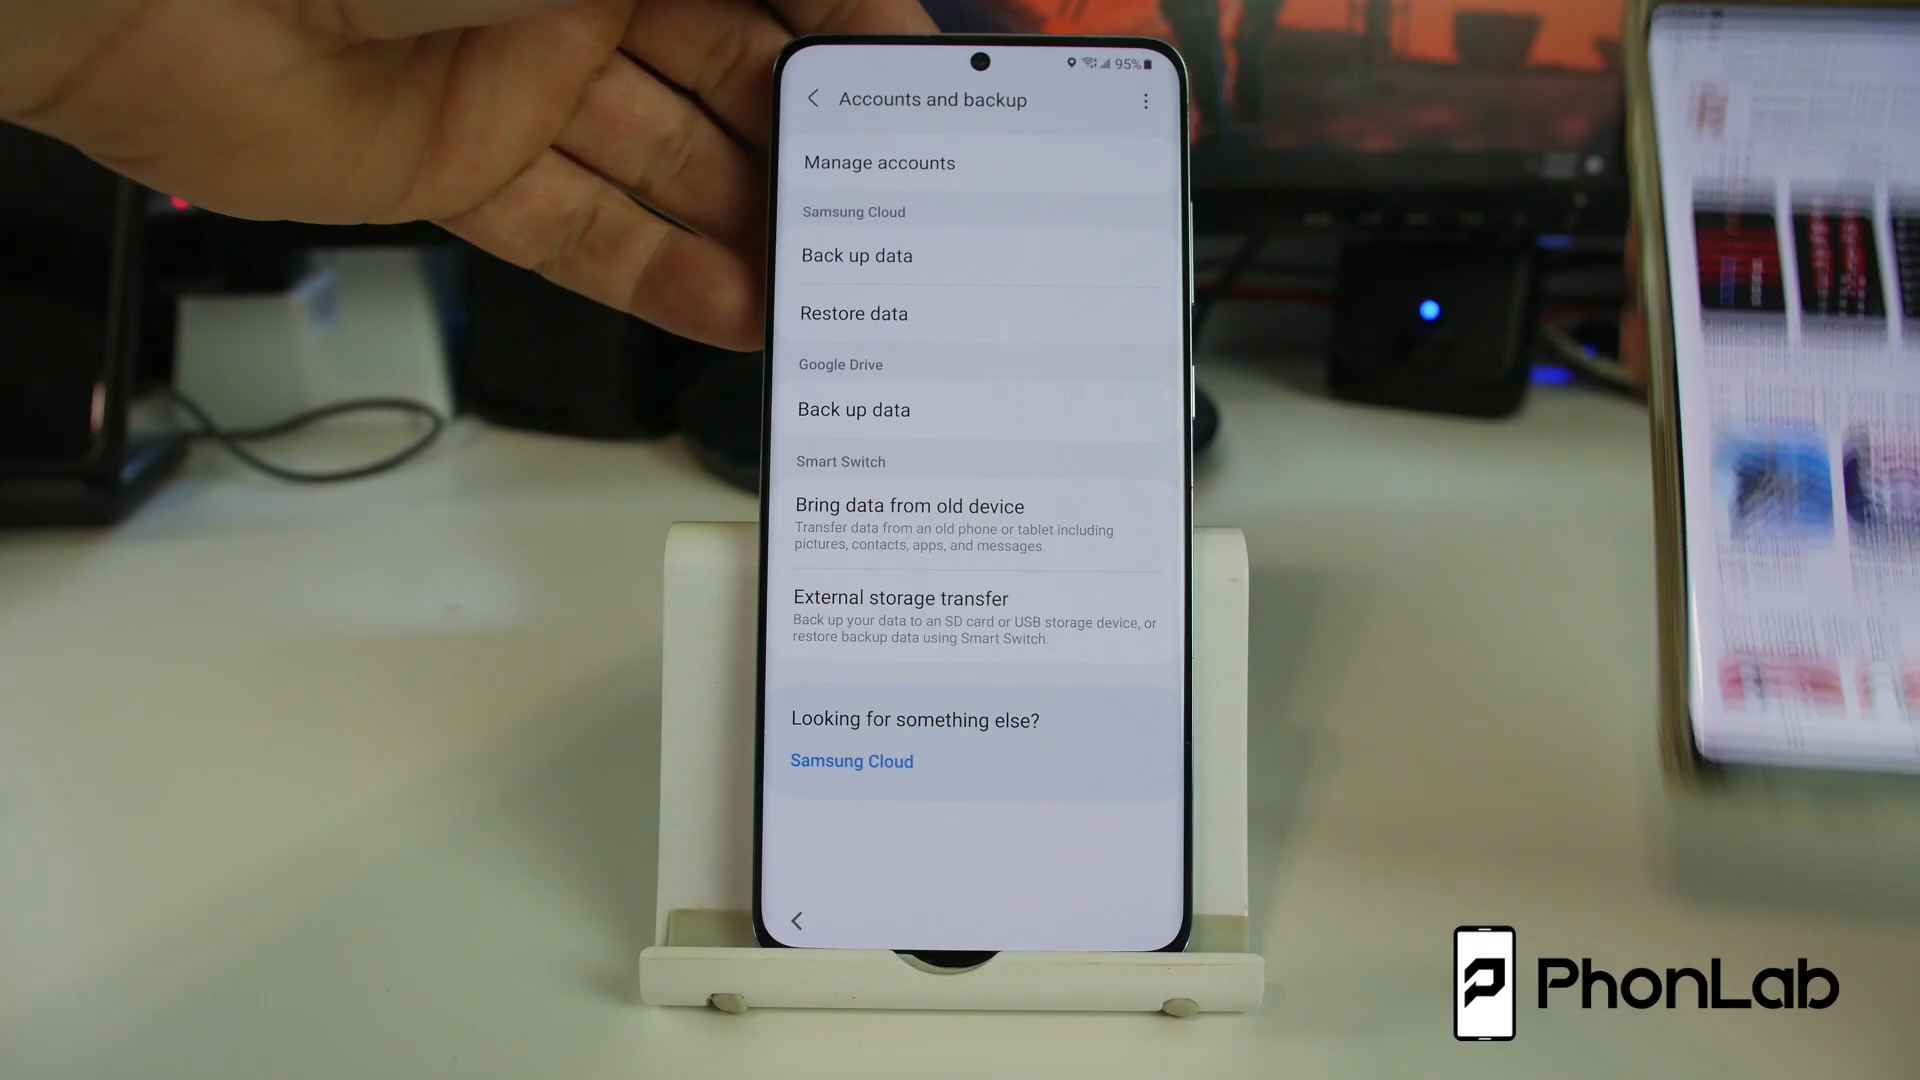 95%
Accounts and backup
Manage accounts
Samsung Cloud
Back up data
Restore data
Google Drive
Back up data
Smart Switch
Bring data from old device
Transfer data from an old phone or tablet including
pictures, contacts, apps, and messages.
External storage transfer
Back up your data to an SD card or USB storage device, or
restore backup data using Smart Switch.
Looking for something else?
Samsung Cloud
PhonLab